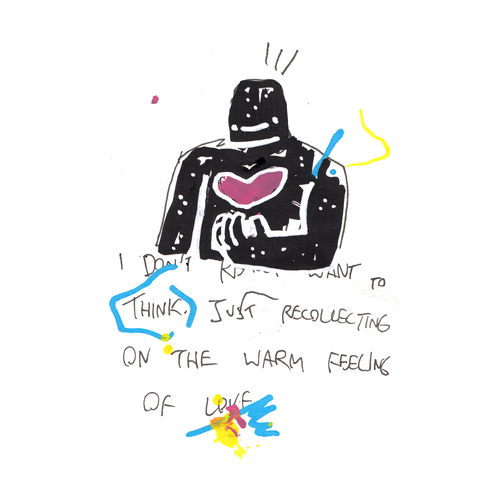 I DON'T WANT TO
THINK. JUST RECOLLECTING
ON THE WARM FEELING
OF LOVE